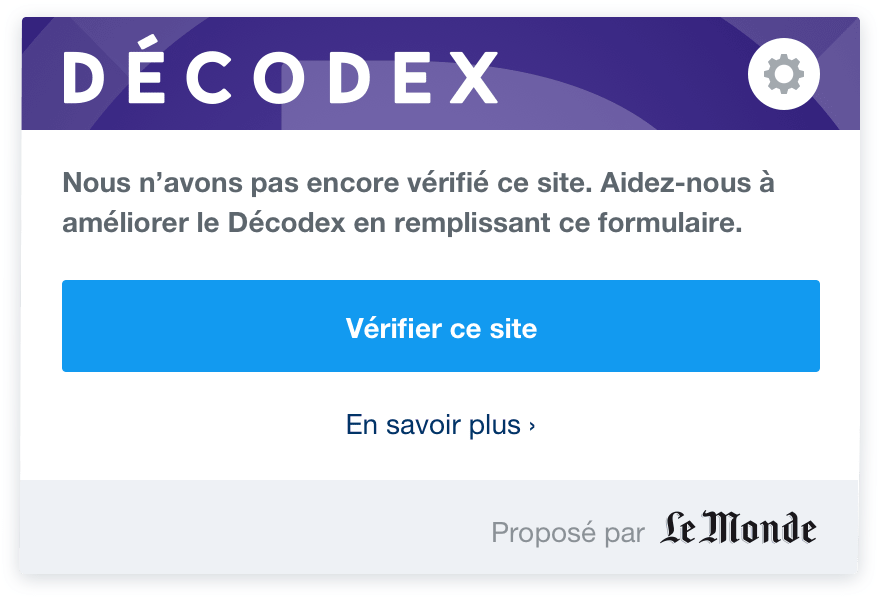 DÉCODEX
Nous n’avons pas encore vérifié ce site. Aidez-nous à
améliorer le Décodex en remplissant ce formulaire.
Vérifier ce site
En savoir plus ›
Proposé par Le Monde